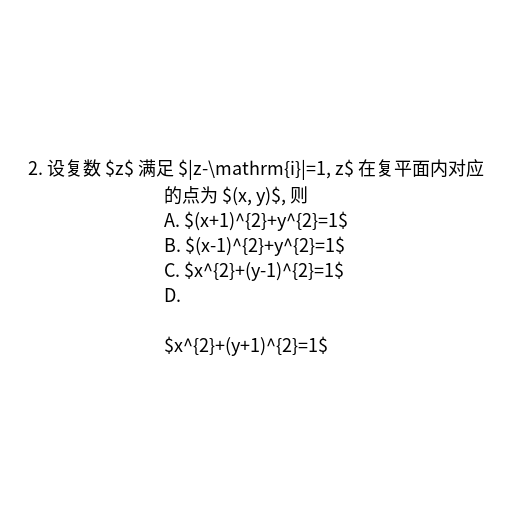 2. 设复数 $z$ 满足 $|z-\mathrm{i}|=1, z$ 在复平面内对应
的点为 $(x, y)$, 则
A. $(x+1)^{2}+y^{2}=1$
B. $(x-1)^{2}+y^{2}=1$
C. $x^{2}+(y-1)^{2}=1$
D.
$x^{2}+(y+1)^{2}=1$